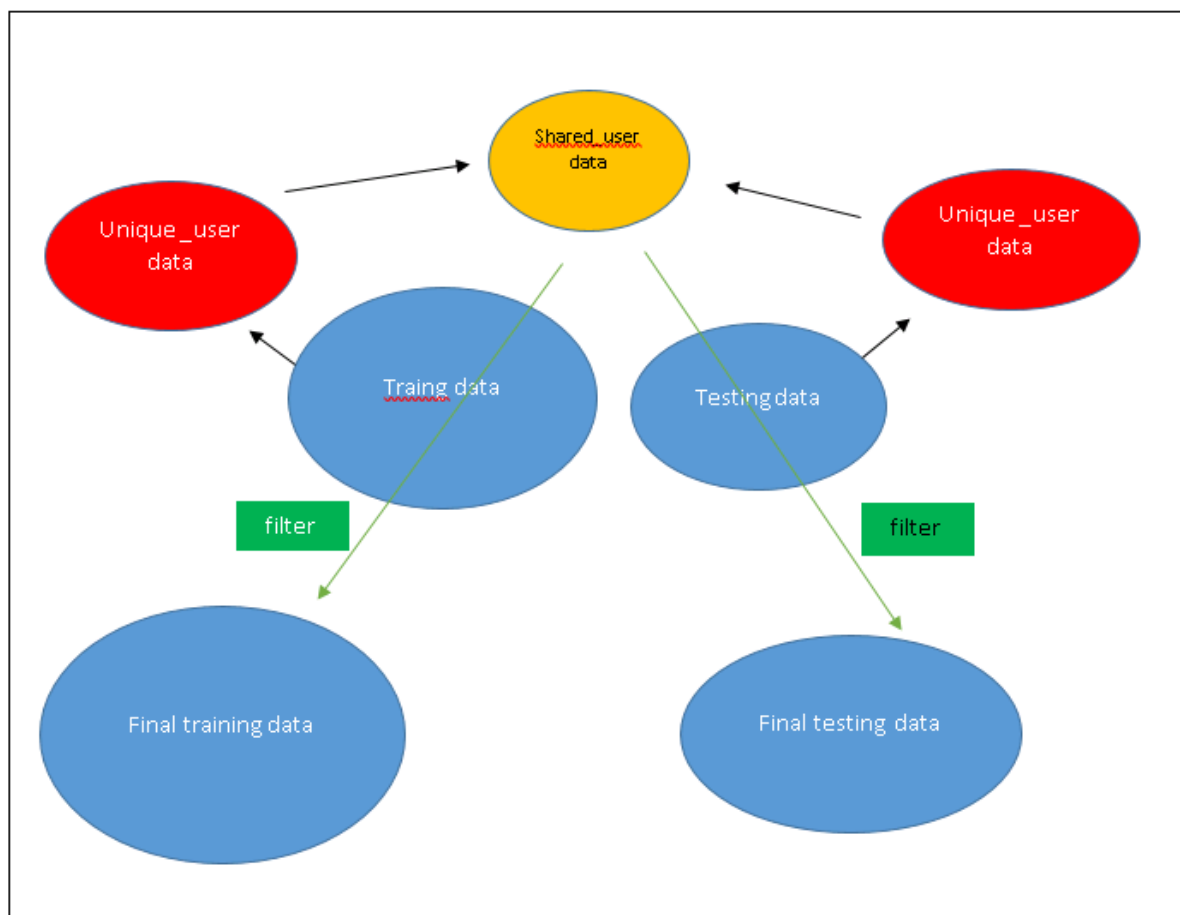 Shared_user
data
Unique_user
data
Unique_user
data
Traing data
Testing data
filter
filter
Final training data
Final testing data